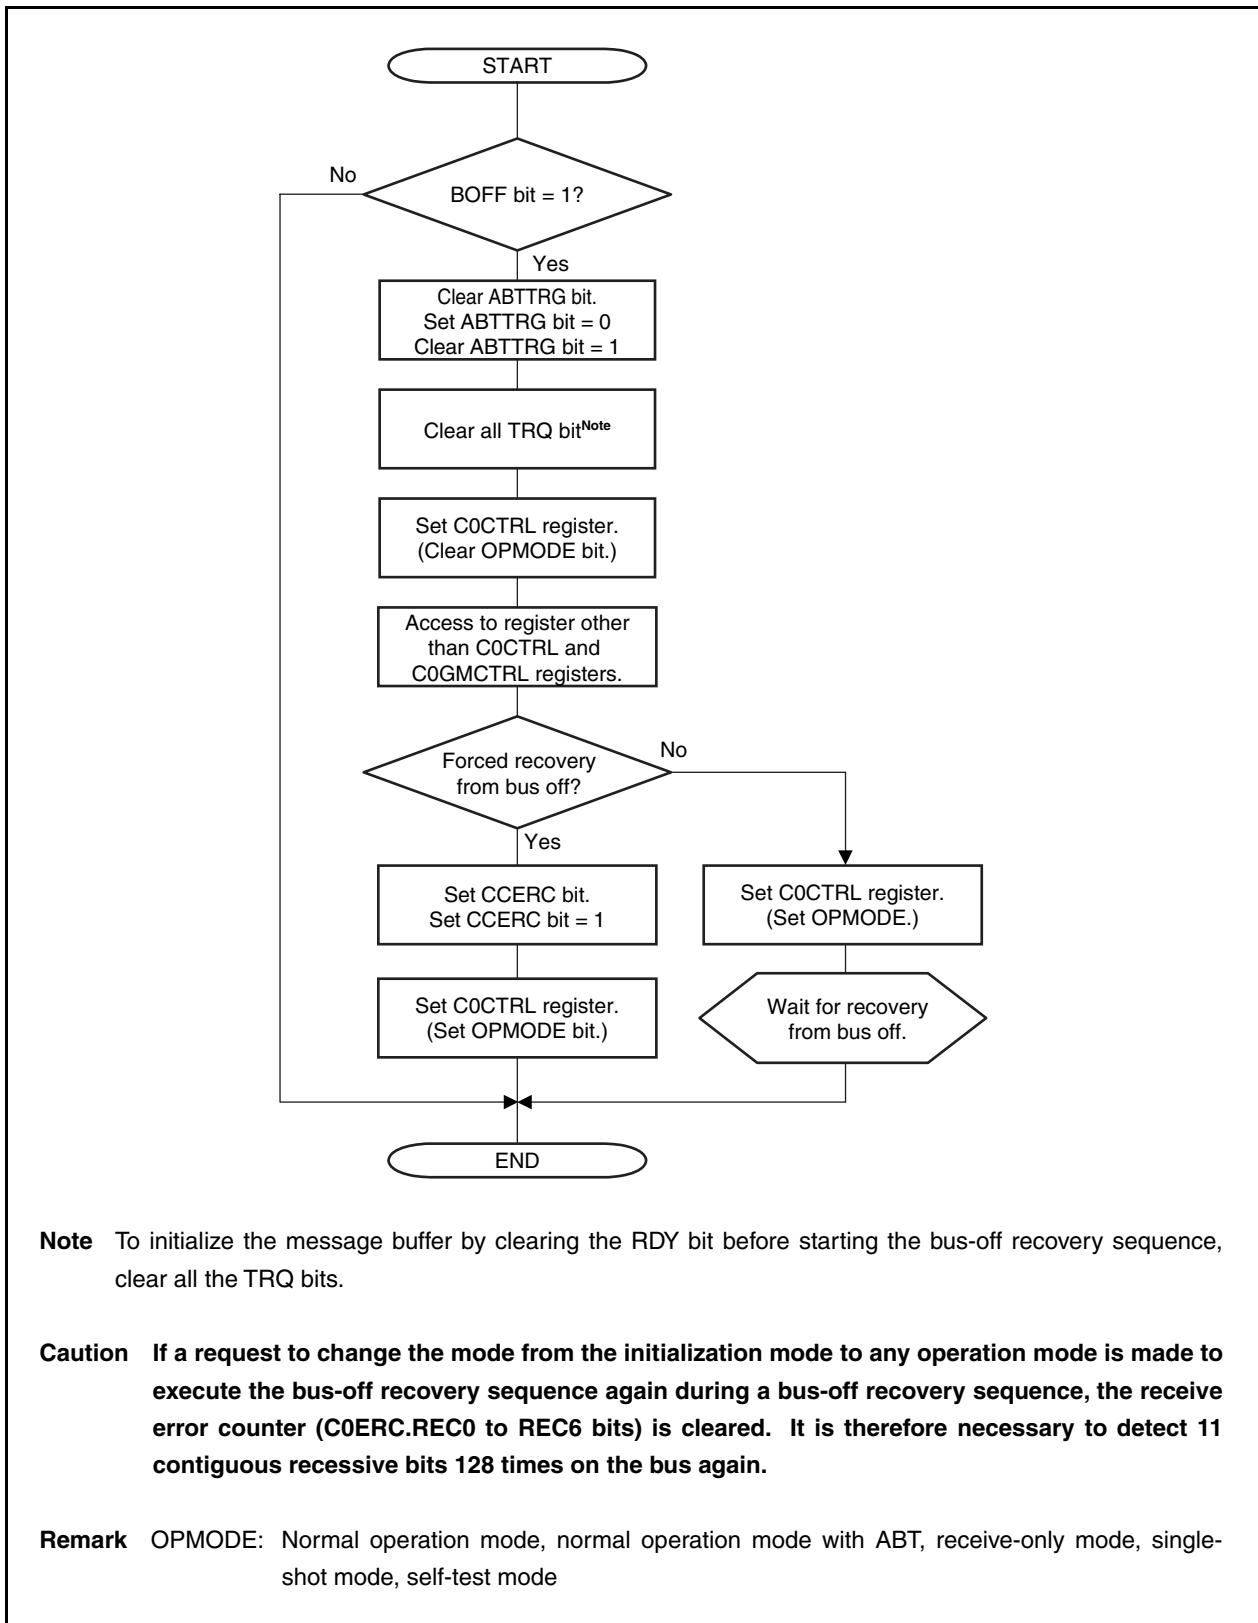 START
No
BOFF bit = 1?
Yes
Clear ABTTRG bit.
Set ABTTRG bit = 0
Clear ABTTRG bit = 1
Clear all TRQ bitNote
Set C0CTRL register.
(Clear OPMODE bit.)
Access to register other
than C0CTRL and
C0GMCTRL registers.
Forced recovery
from bus off?
No
Yes
Set CCERC bit.
Set CCERC bit = 1
Set C0CTRL register.
(Set OPMODE.)
Set C0CTRL register.
(Set OPMODE bit.)
Wait for recovery
from bus off.
END
Note To initialize the message buffer by clearing the RDY bit before starting the bus-off recovery sequence,
clear all the TRQ bits.
Caution If a request to change the mode from the initialization mode to any operation mode is made to
execute the bus-off recovery sequence again during a bus-off recovery sequence, the receive
error counter (C0ERC.REC0 to REC6 bits) is cleared. It is therefore necessary to detect 11
contiguous recessive bits 128 times on the bus again.
Remark OPMODE: Normal operation mode, normal operation mode with ABT, receive-only mode, single-
shot mode, self-test mode